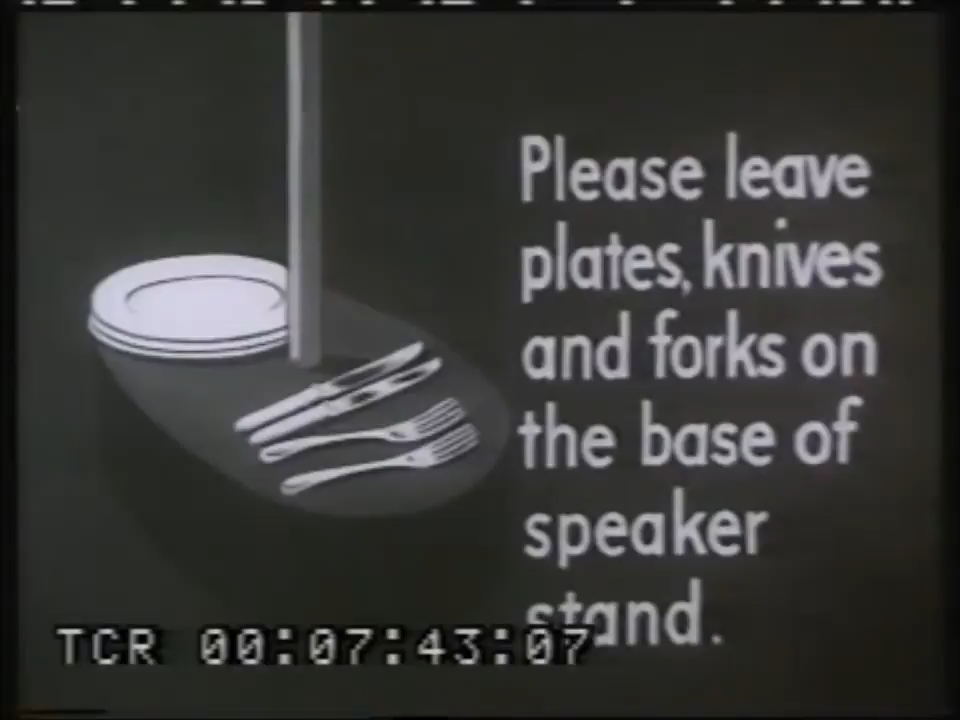 Please leave
plates, knives
and forks on
the base of
speaker
stand.
TCR 00:07:43:07